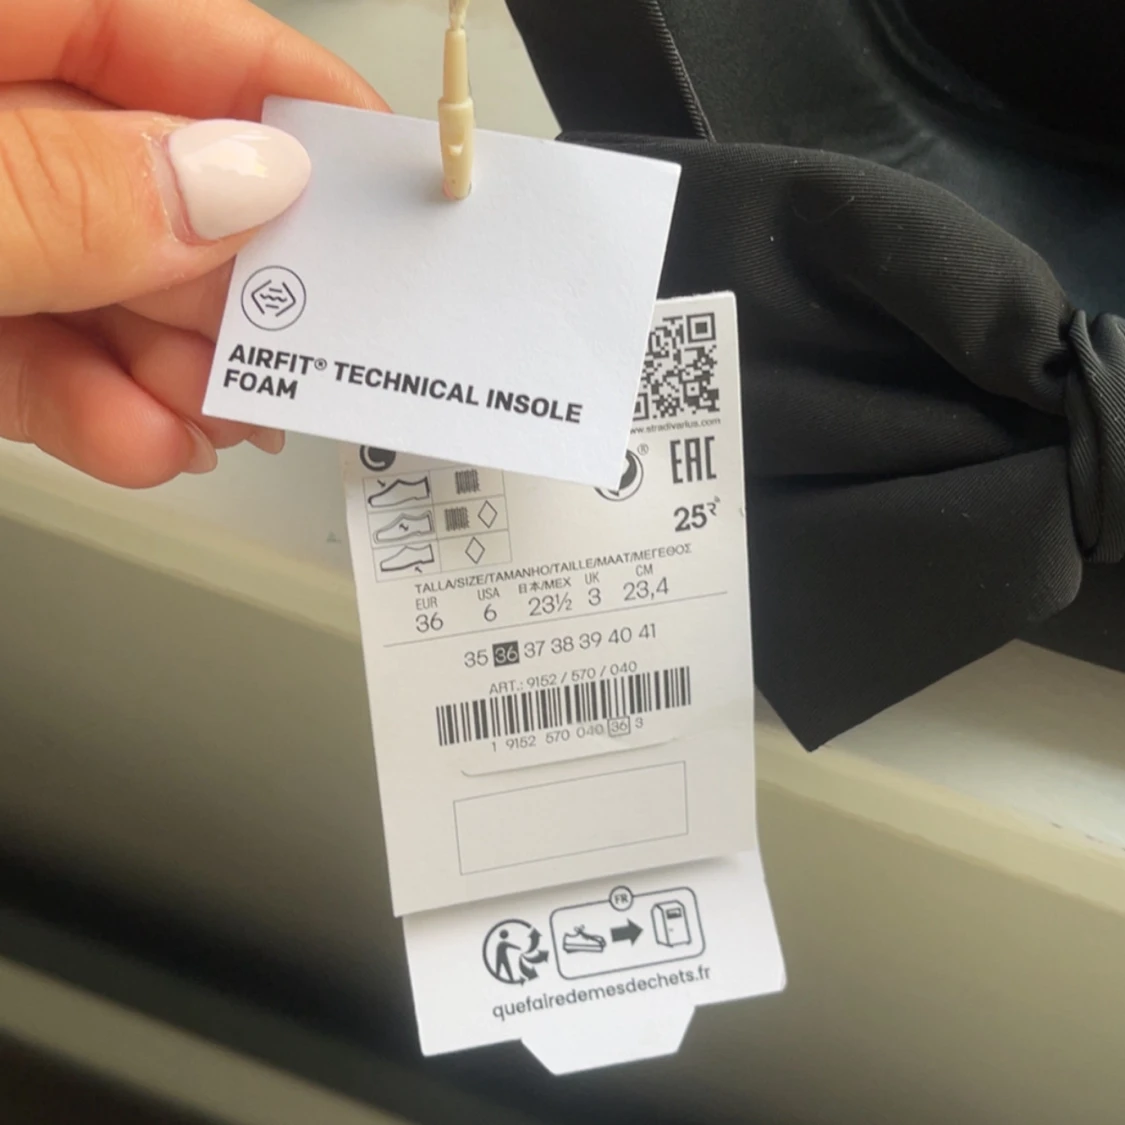 AIRFIT® TECHNICAL INSOLE
FOAM
www.stradivarius.com
®
EAC
TALLA/SIZE/TAMANHO/TAILLE/MAAT/ΜΕΓΕΘΟΣ
EUR USA 日本/MEX UK CM
36 6 23½ 3 23,4
35 36 37 38 39 40 41
ART.: 9152 / 570 / 040
1 9152 570 040 36 3
FR
quefairedemesdechets.fr